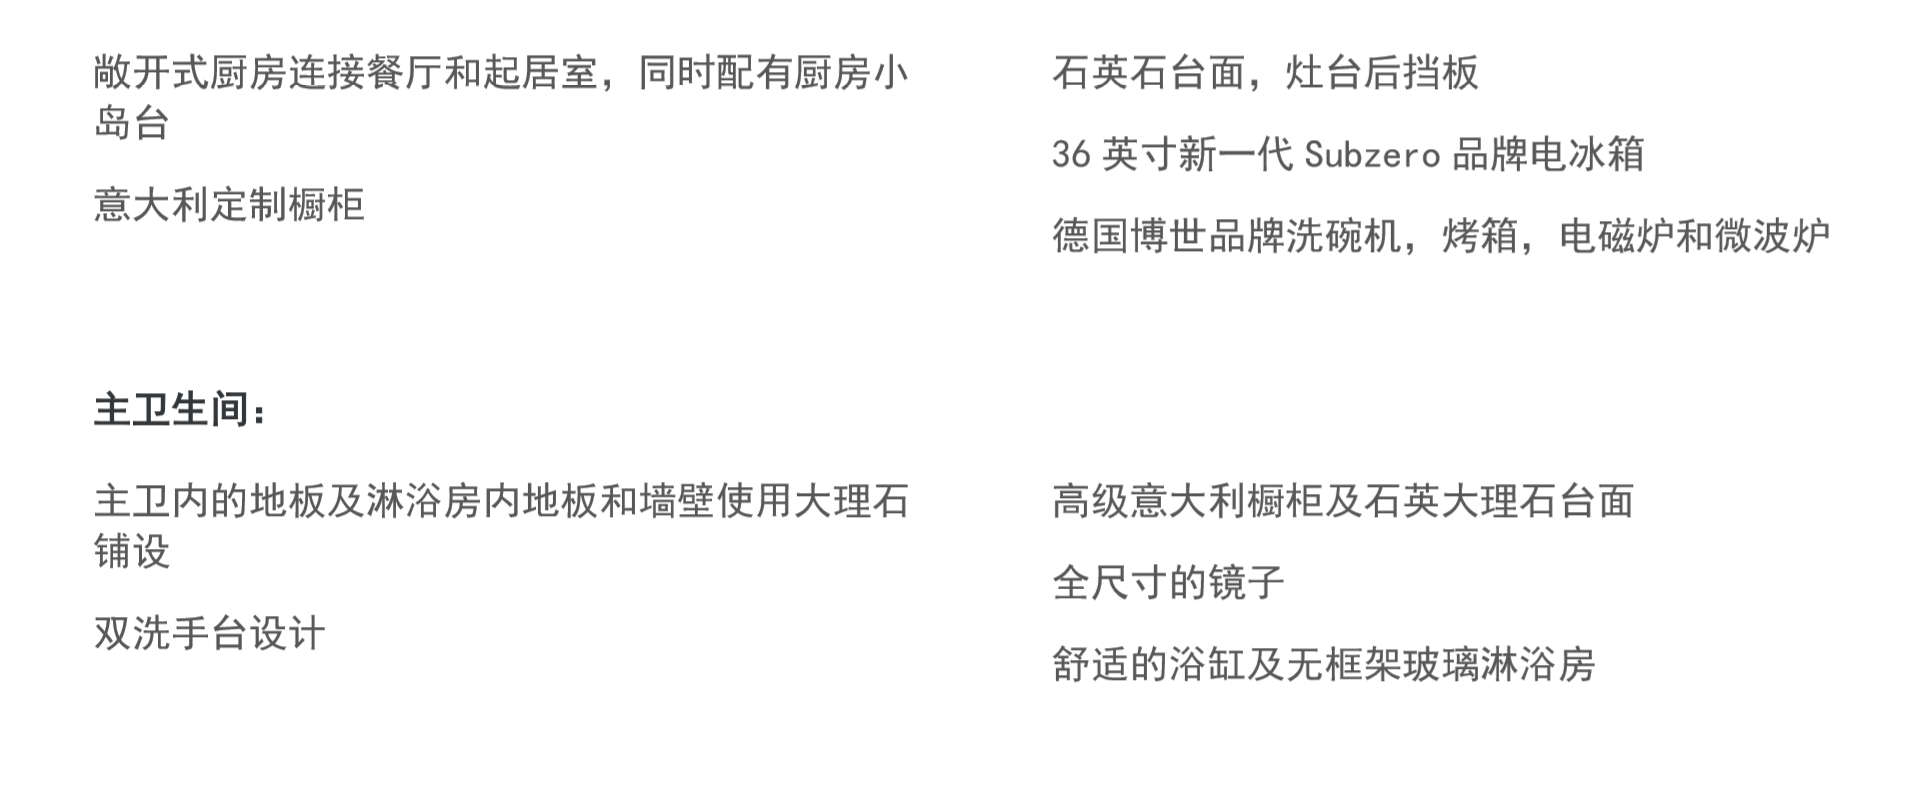 敞开式厨房连接餐厅和起居室，同时配有厨房小
岛台
意大利定制橱柜
石英石台面，灶台后挡板
36 英寸新一代 Subzero 品牌电冰箱
德国博世品牌洗碗机，烤箱，电磁炉和微波炉
主卫生间：
主卫内的地板及淋浴房内地板和墙壁使用大理石
铺设
双洗手台设计
高级意大利橱柜及石英大理石台面
全尺寸的镜子
舒适的浴缸及无框架玻璃淋浴房